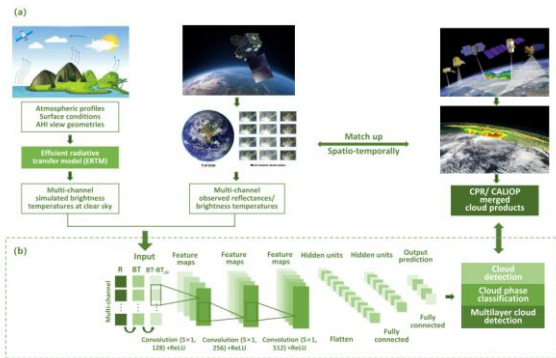 (a)
Atmospheric profiles
Surface conditions
AHI view geometries
Efficient radiative
transfer model (ERTM)
Multi-channel
simulated brightness
temperatures at clear sky
Multi-channel
observed reflectances/
brightness temperatures
Match up
Spatio-temporally
CPR/ CALIOP
merged
cloud products
(b)
Input
R BT BT-BT
Multi-channel
Feature
maps
Feature
maps
Feature
maps
Hidden units
Hidden units
Output
prediction
Convolution (5×1,
128) +ReLU
Convolution (5×1,
256) +ReLU
Convolution (5×1,
512) +ReLU
Flatten
Fully
connected
Fully
connected
Cloud
detection
Cloud phase
classification
Multilayer cloud
detection